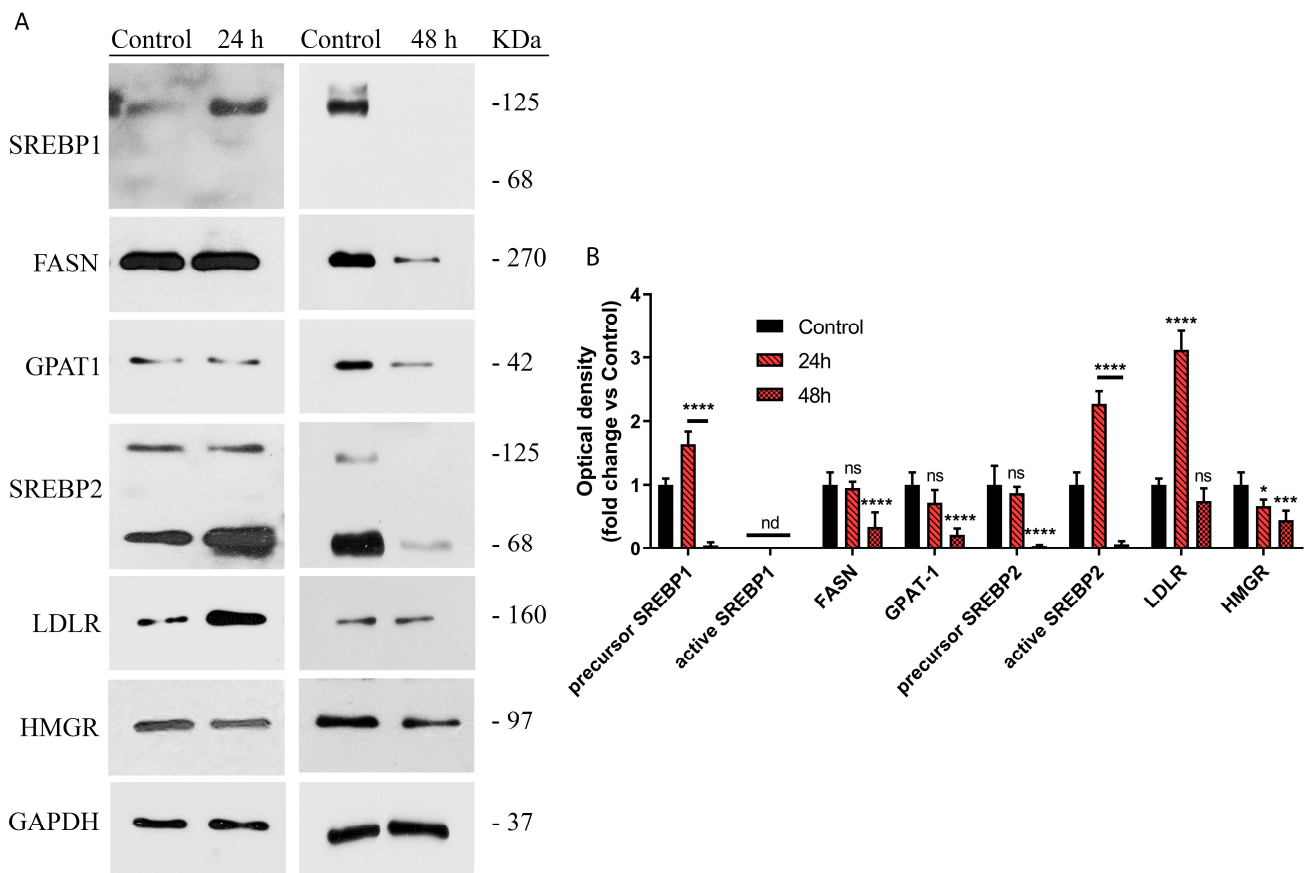 A
Control 24 h Control 48 h KDa
SREBP1
-125
- 68
FASN
- 270
GPAT1
- 42
SREBP2
-125
- 68
LDLR
- 160
HMGR
- 97
GAPDH
- 37
B
Optical density
(fold change vs Control)
4
3
2
1
0
Control
24h
48h
****
nd
ns
****
ns
****
ns
****
****
****
ns
*
***
precursor SREBP1
active SREBP1
FASN
GPAT-1
precursor SREBP2
active SREBP2
LDLR
HMGR